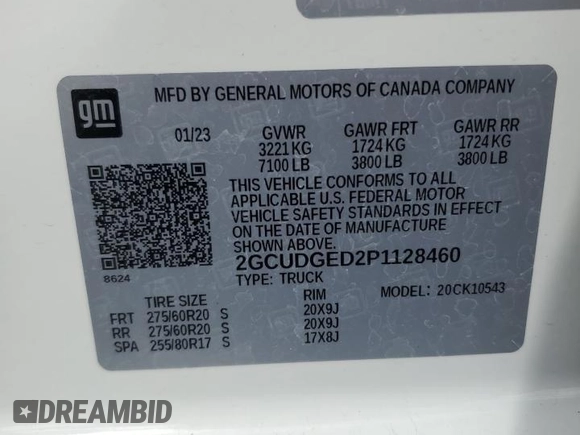 gm
MFD BY GENERAL MOTORS OF CANADA COMPANY
01/23 GVWR GAWR FRT GAWR RR
3221 KG 1724 KG 1724 KG
7100 LB 3800 LB 3800 LB
THIS VEHICLE CONFORMS TO ALL
APPLICABLE U.S. FEDERAL MOTOR
VEHICLE SAFETY STANDARDS IN EFFECT
ON THE DATE OF MANUFACTURE
SHOWN ABOVE.
2GCUDGED2P1128460
8624
TYPE: TRUCK MODEL: 20CK10543
TIRE SIZE RIM
FRT 275/60R20 S 20X9J
RR 275/60R20 S 20X9J
SPA 255/80R17 S 17X8J
DREAMBID